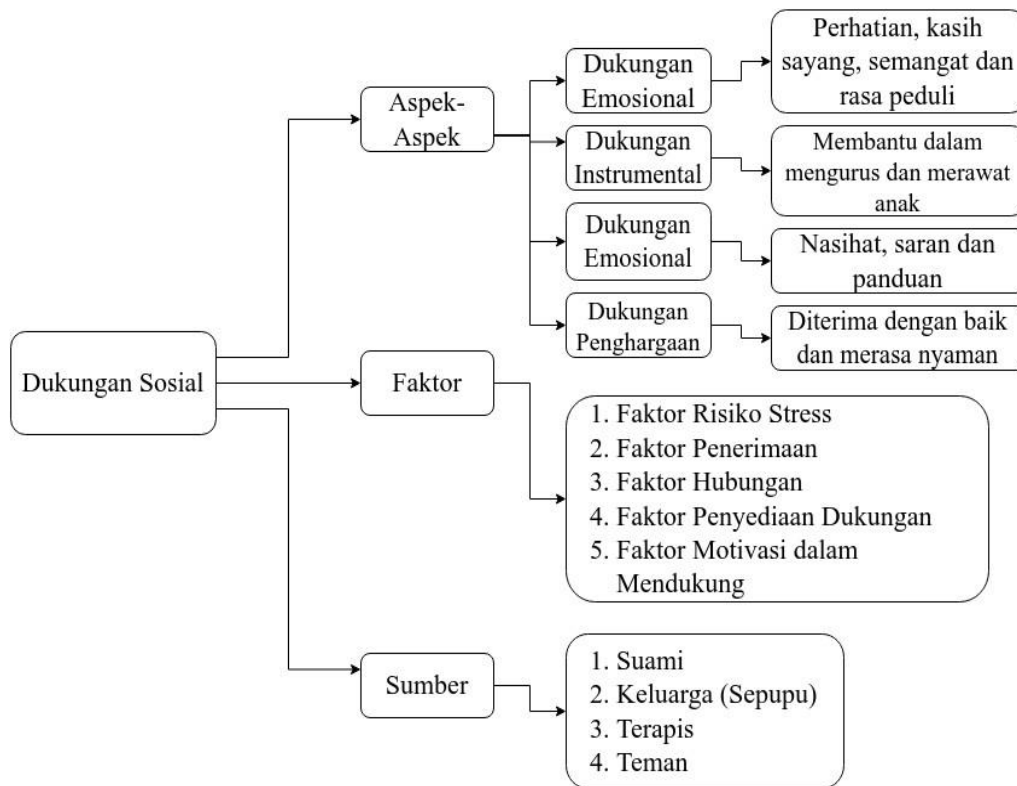 Dukungan Sosial
Aspek-
Aspek
Dukungan
Emosional
Perhatian, kasih
sayang, semangat dan
rasa peduli
Dukungan
Instrumental
Membantu dalam
mengurus dan merawat
anak
Dukungan
Emosional
Nasihat, saran dan
panduan
Dukungan
Penghargaan
Diterima dengan baik
dan merasa nyaman
Faktor
1. Faktor Risiko Stress
2. Faktor Penerimaan
3. Faktor Hubungan
4. Faktor Penyediaan Dukungan
5. Faktor Motivasi dalam
Mendukung
Sumber
1. Suami
2. Keluarga (Sepupu)
3. Terapis
4. Teman